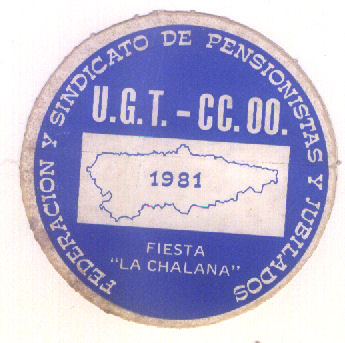 FEDERACION Y SINDICATO DE PENSIONISTAS Y JUBILADOS
U.G.T. - CC. OO.
1981
FIESTA
"LA CHALANA"